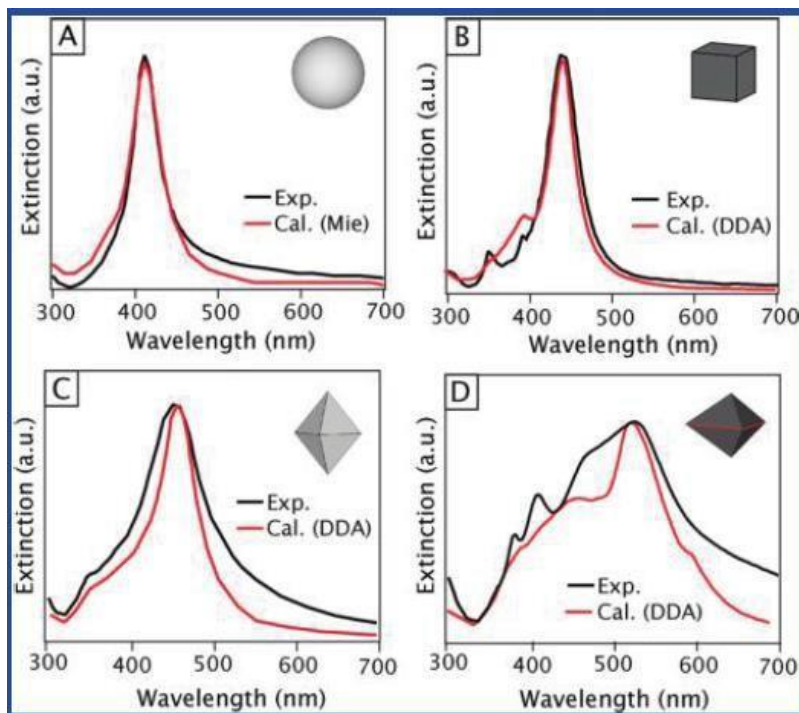 A
Extinction (a.u.)
Exp.
Cal. (Mie)
300 400 500 600 700
Wavelength (nm)
B
Extinction (a.u.)
Exp.
Cal. (DDA)
300 400 500 600 700
Wavelength (nm)
C
Extinction (a.u.)
Exp.
Cal. (DDA)
300 400 500 600 700
Wavelength (nm)
D
Extinction (a.u.)
Exp.
Cal. (DDA)
300 400 500 600 700
Wavelength (nm)